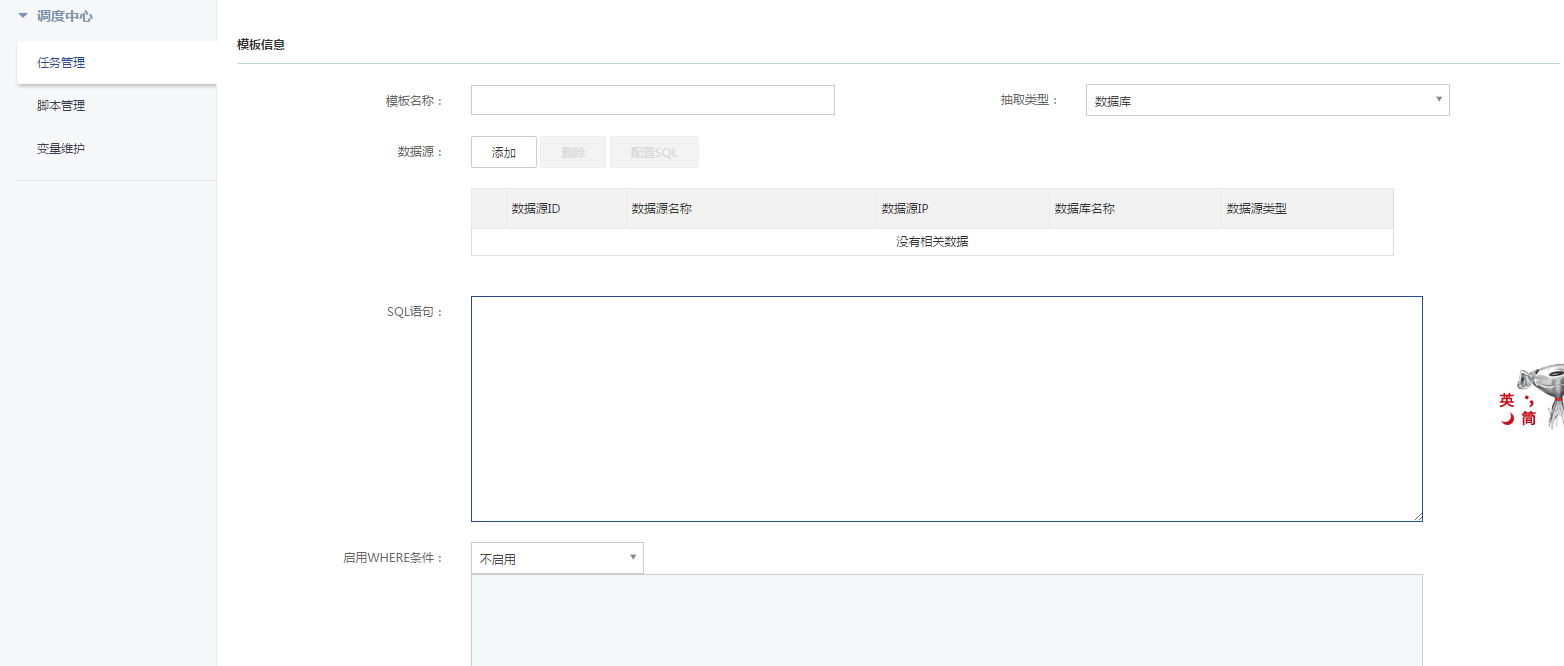 调度中心
任务管理
脚本管理
变量维护
模板信息
模板名称：
抽取类型： 数据库
数据源： 添加 删除 配置SQL
数据源ID 数据源名称 数据源IP 数据库名称 数据源类型
没有相关数据
SQL语句：
英 ，
简
启用WHERE条件： 不启用